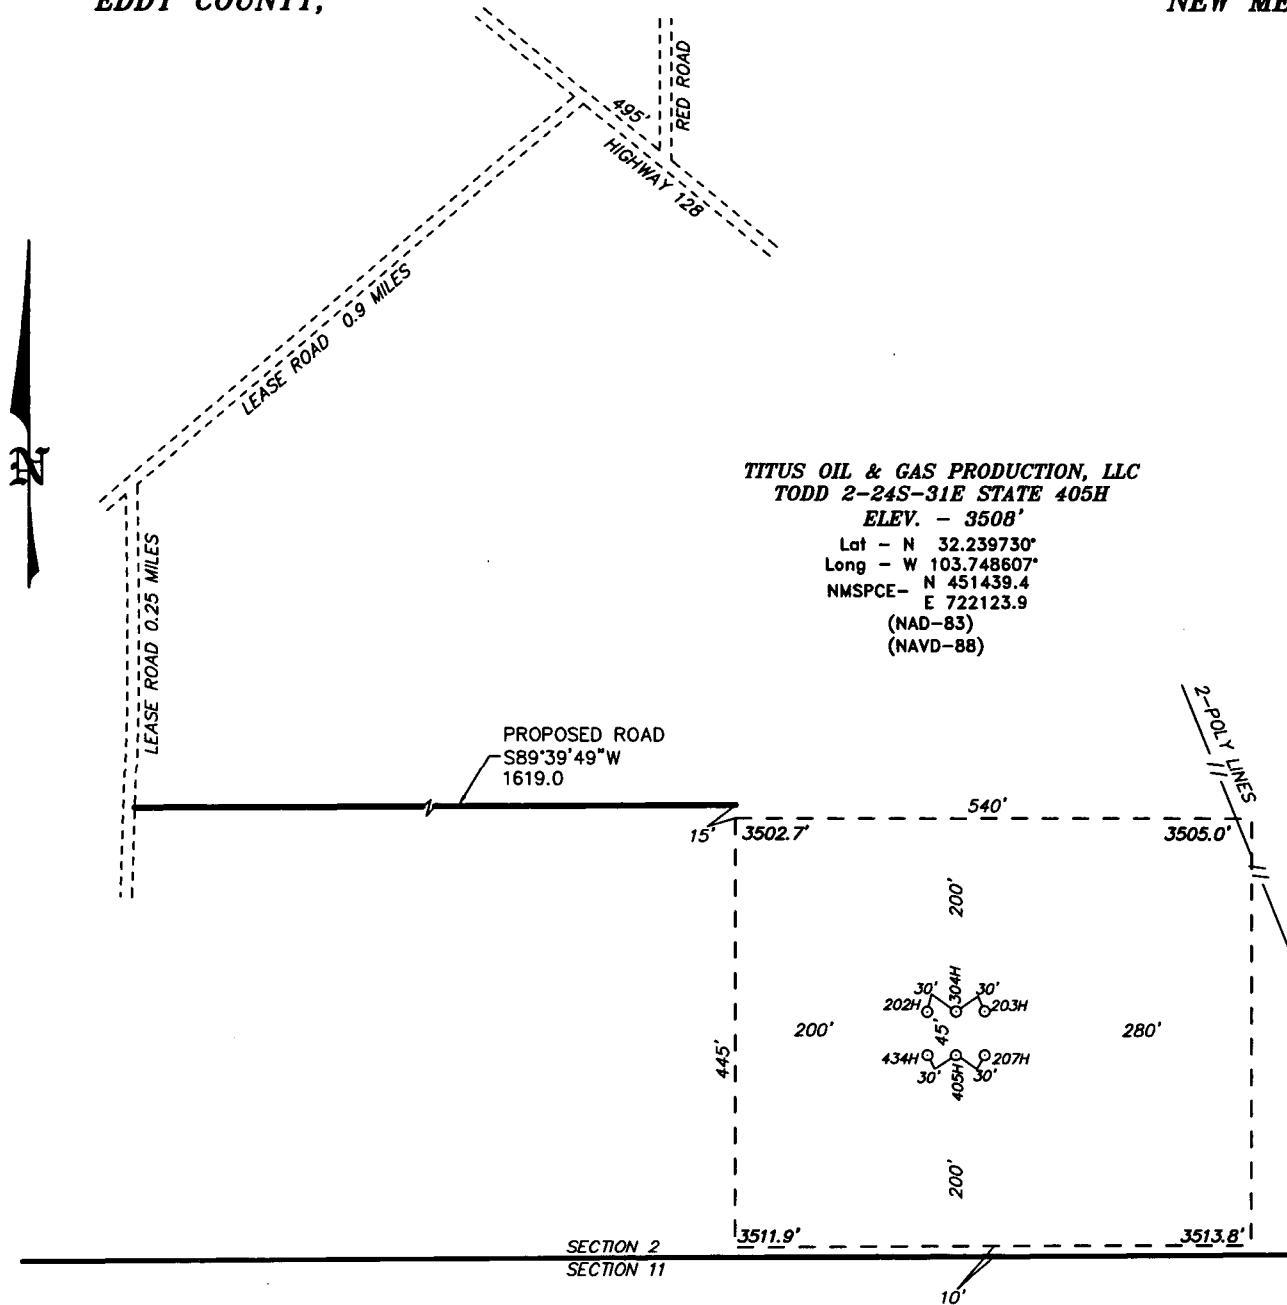 EDDY COUNTY,
NEW ME
495'
RED ROAD
HIGHWAY 128
LEASE ROAD 0.9 MILES
LEASE ROAD 0.25 MILES
TITUS OIL & GAS PRODUCTION, LLC
TODD 2-24S-31E STATE 405H
ELEV. - 3508'
Lat - N 32.239730°
Long - W 103.748607°
NMSPCE- N 451439.4
E 722123.9
(NAD-83)
(NAVD-88)
2-POLY LINES
PROPOSED ROAD
S89°39'49"W
1619.0
540'
15'
3502.7'
3505.0'
200'
30'
304H
30'
202H
203H
200'
45'
280'
445'
434H
207H
30'
405H
30'
200'
3511.9'
3513.8'
SECTION 2
SECTION 11
10'